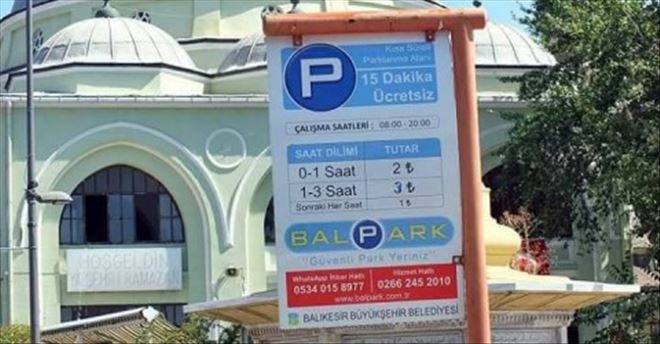 P
Kısa Süreli
Parklanma Alanı
15 Dakika
Ücretsiz
ÇALIŞMA SAATLERİ : 08:00 - 20:00
SAAT DİLİMİ TUTAR
0-1 Saat 2 ₺
1-3 Saat 3 ₺
Sonraki Her Saat 1 ₺
BALPARK
"Güvenli Park Yeriniz"
WhatsApp İhbar Hattı Hizmet Hattı
0534 015 8977 0266 245 2010
www.balpark.com.tr
BALIKESİR BÜYÜKŞEHİR BELEDİYESİ
HOŞGELDİN
YA ŞEHRİ RAMAZAN